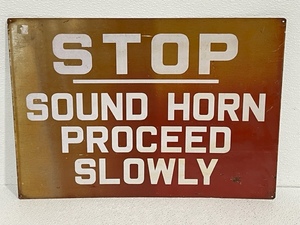 STOP
SOUND HORN
PROCEED
SLOWLY